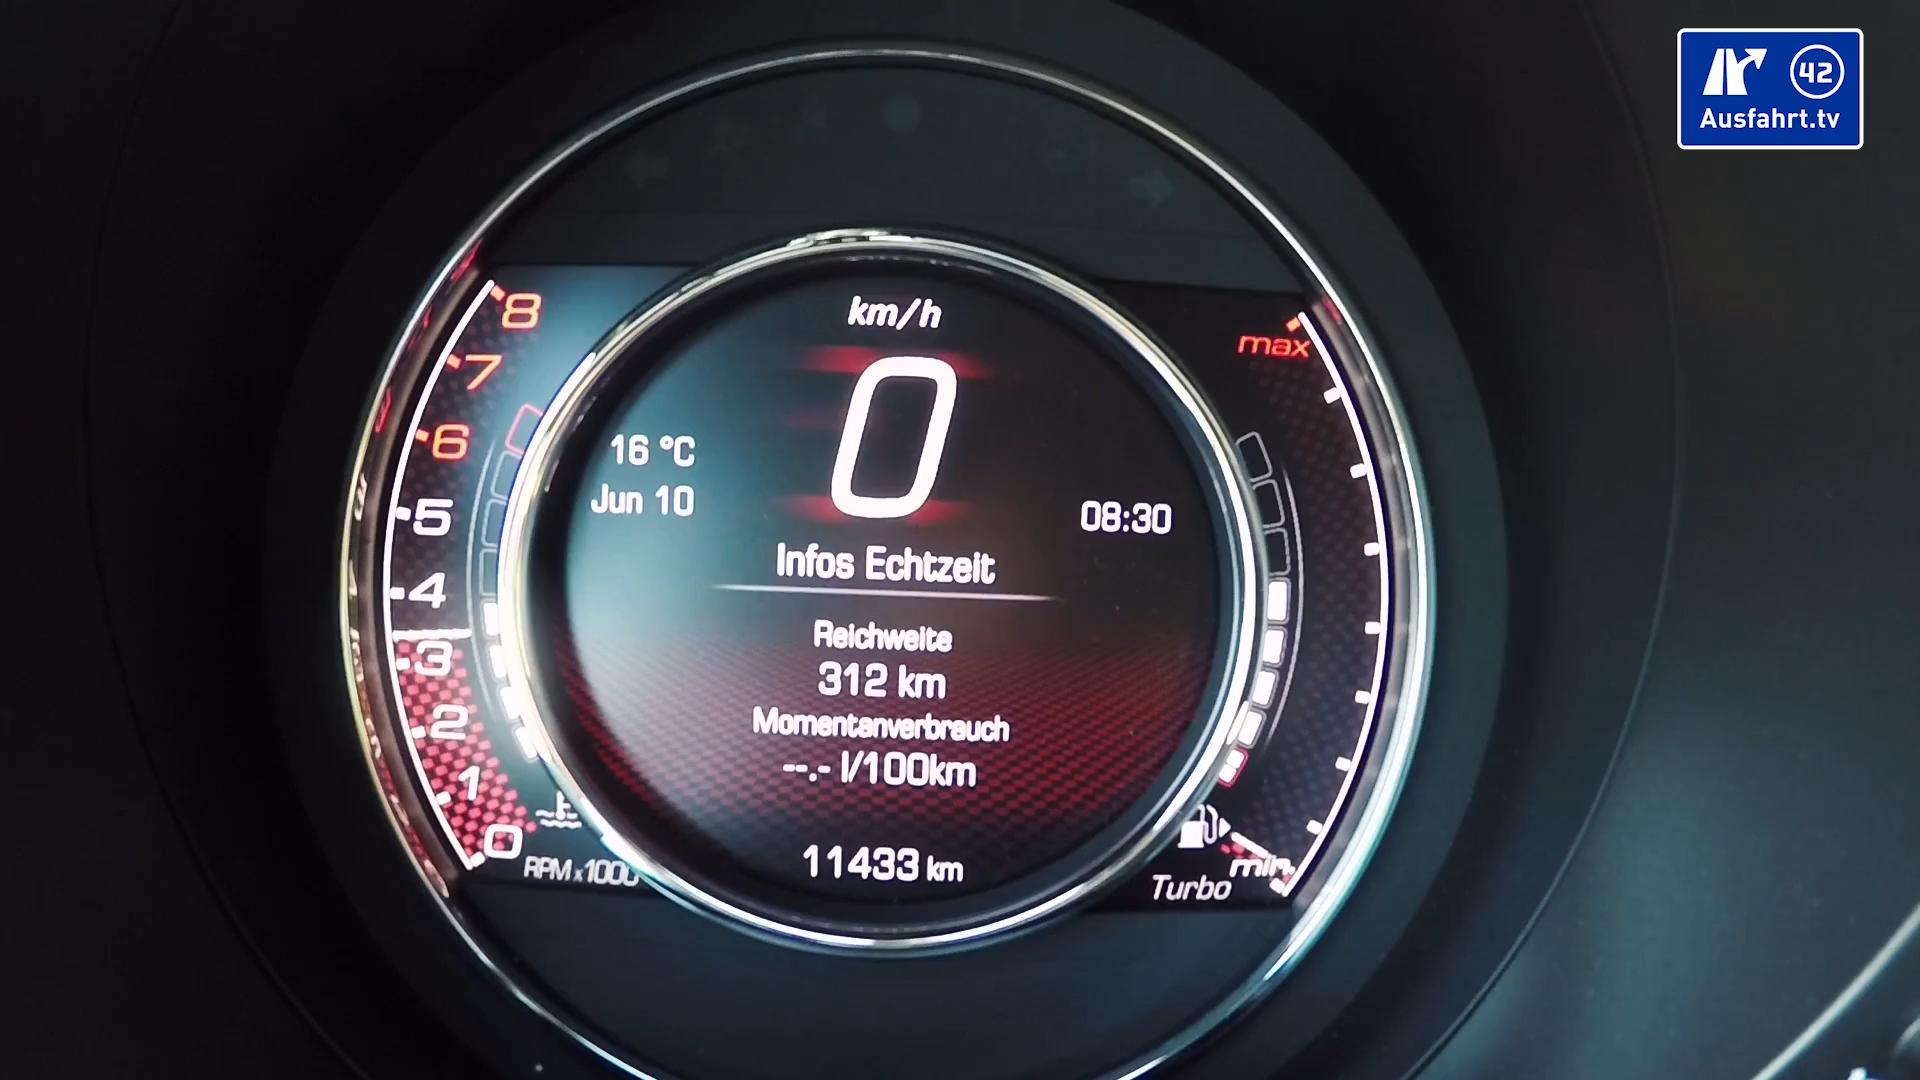 42
Ausfahrt.tv
km/h
0
8
7
6
5
4
3
2
1
0
RPM x1000
16 °C
Jun 10
08:30
Infos Echtzeit
Reichweite
312 km
Momentanverbrauch
--.- l/100km
11433 km
max
min.
Turbo